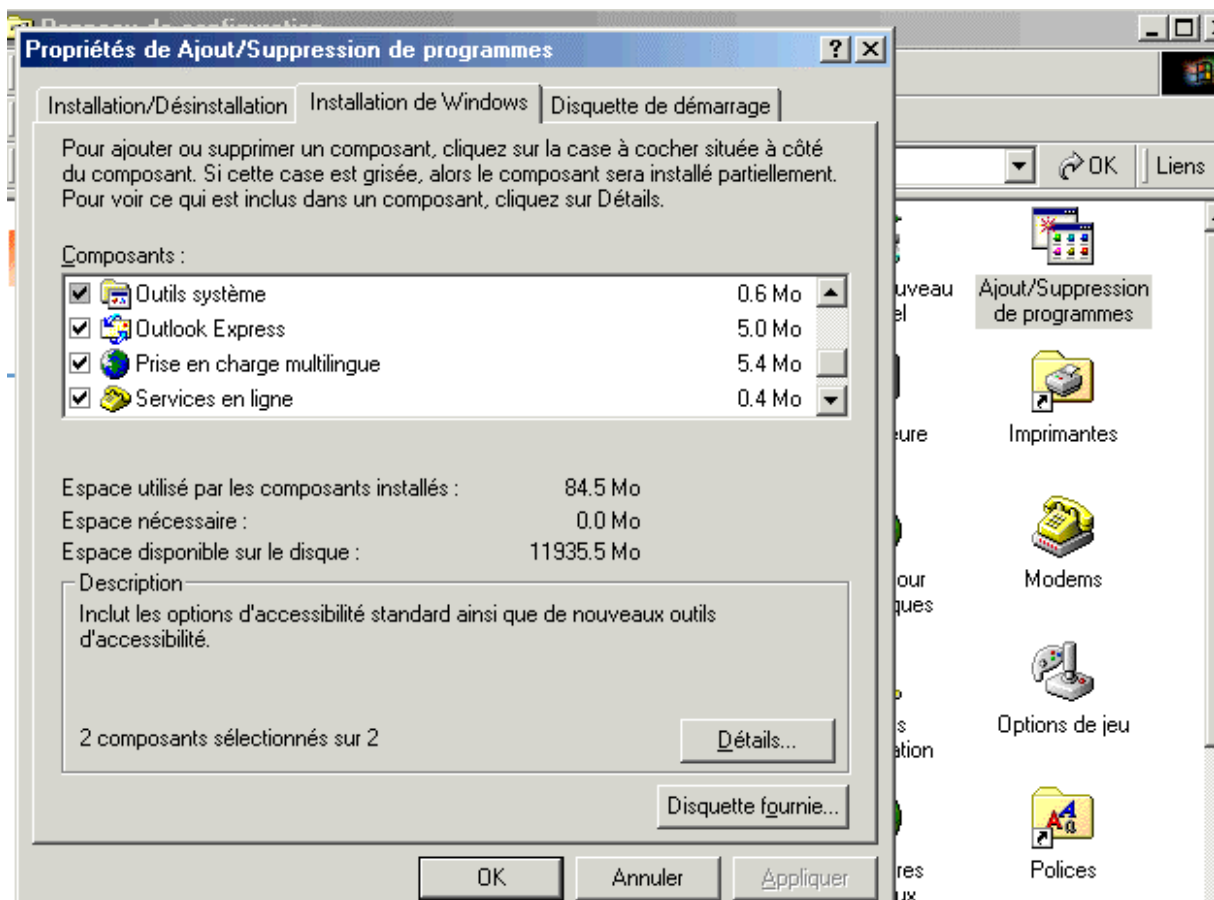 Propriétés de Ajout/Suppression de programmes
Installation/Désinstallation
Installation de Windows
Disquette de démarrage
Pour ajouter ou supprimer un composant, cliquez sur la case à cocher située à côté
du composant. Si cette case est grisée, alors le composant sera installé partiellement.
Pour voir ce qui est inclus dans un composant, cliquez sur Détails.
Composants :
Outils système 0.6 Mo
Outlook Express 5.0 Mo
Prise en charge multilingue 5.4 Mo
Services en ligne 0.4 Mo
Espace utilisé par les composants installés : 84.5 Mo
Espace nécessaire : 0.0 Mo
Espace disponible sur le disque : 11935.5 Mo
Description
Inclut les options d'accessibilité standard ainsi que de nouveaux outils
d'accessibilité.
2 composants sélectionnés sur 2
Détails...
Disquette fournie...
OK
Annuler
Appliquer
OK
Liens
Ajout/Suppression
de programmes
Imprimantes
Modems
Options de jeu
Polices